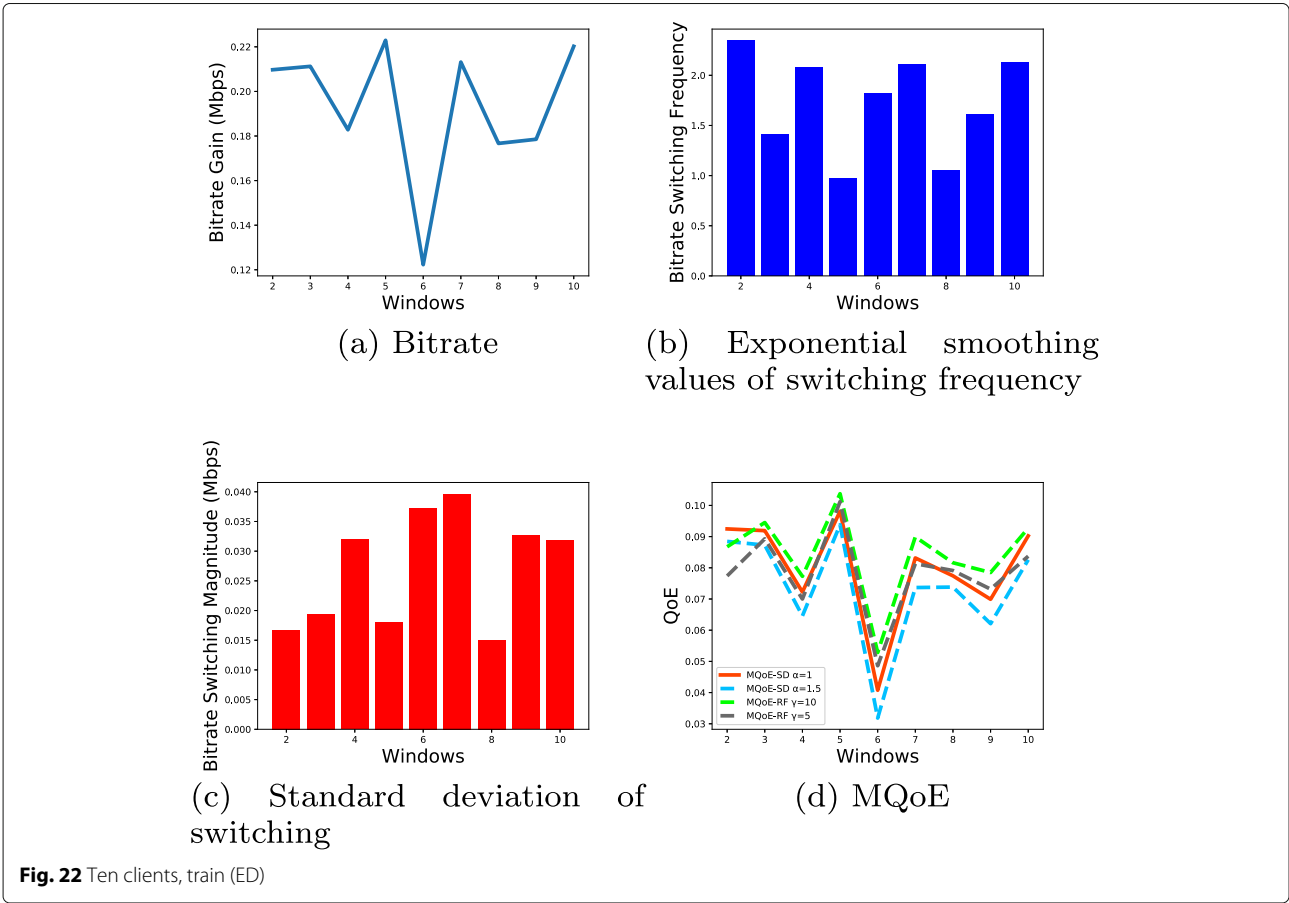 Bitrate Gain (Mbps)
0.22
0.20
0.18
0.16
0.14
0.12
2 3 4 5 6 7 8 9 10
Windows
(a) Bitrate
Bitrate Switching Frequency
2.0
1.5
1.0
0.5
0.0
2 4 6 8 10
Windows
(b) Exponential smoothing
values of switching frequency
Bitrate Switching Magnitude (Mbps)
0.040
0.035
0.030
0.025
0.020
0.015
0.010
0.005
0.000
2 4 6 8 10
Windows
(c) Standard deviation of
switching
QoE
0.10
0.09
0.08
0.07
0.06
0.05
0.04
0.03
MQoE-SD α=1
MQoE-SD α=1.5
MQoE-RF γ=10
MQoE-RF γ=5
2 3 4 5 6 7 8 9 10
Windows
(d) MQoE
Fig. 22 Ten clients, train (ED)